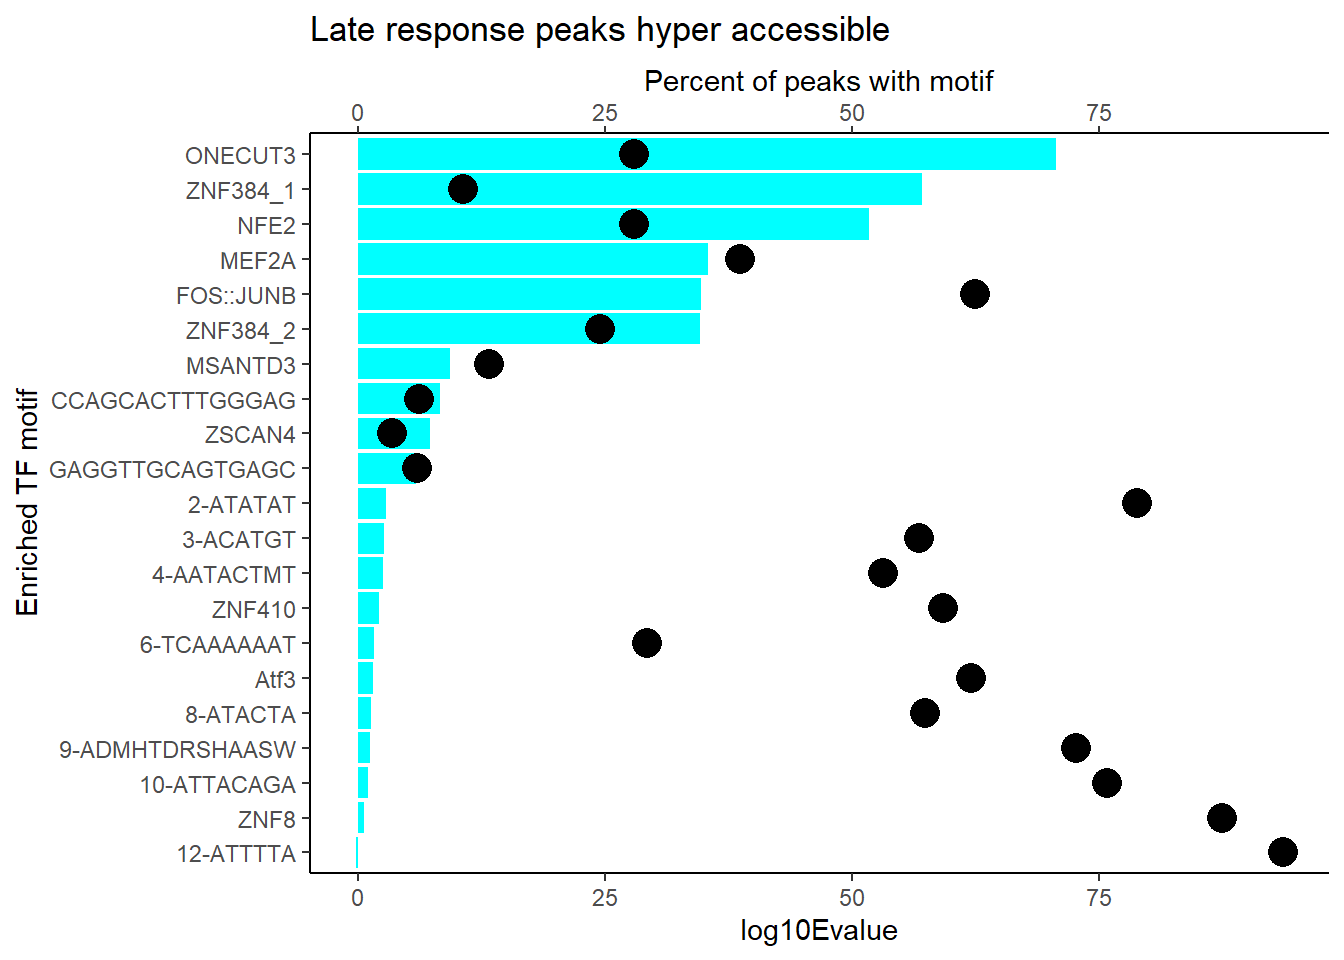 Late response peaks hyper accessible
Percent of peaks with motif
0 25 50 75
ONECUT3
ZNF384_1
NFE2
MEF2A
FOS::JUNB
ZNF384_2
MSANTD3
CCAGCACTTTGGGAG
ZSCAN4
GAGGTTGCAGTGAGC
2-ATATAT
3-ACATGT
4-AATACTMT
ZNF410
6-TCAAAAAAT
Atf3
8-ATACTA
9-ADMHTDRSHAASW
10-ATTACAGA
ZNF8
12-ATTTTA
Enriched TF motif
0 25 50 75
log10Evalue